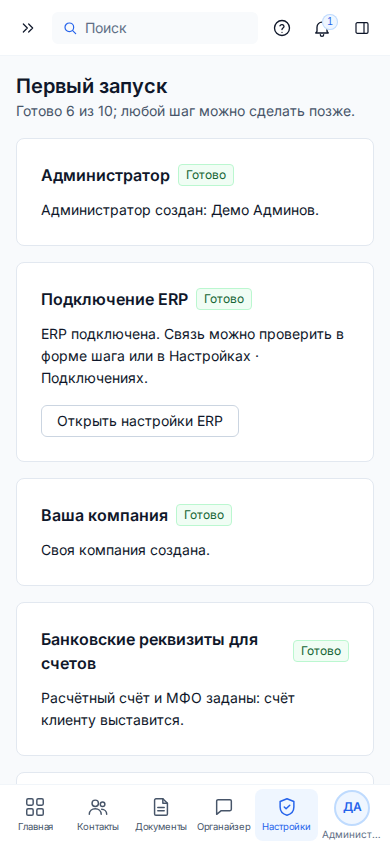 Поиск
1
Первый запуск
Готово 6 из 10; любой шаг можно сделать позже.
Администратор Готово
Администратор создан: Демо Админов.
Подключение ERP Готово
ERP подключена. Связь можно проверить в
форме шага или в Настройках ·
Подключениях.
Открыть настройки ERP
Ваша компания Готово
Своя компания создана.
Банковские реквизиты для
счетов
Готово
Расчётный счёт и МФО заданы: счёт
клиенту выставится.
ДА
Главная Контакты Документы Органайзер Настройки Админист...